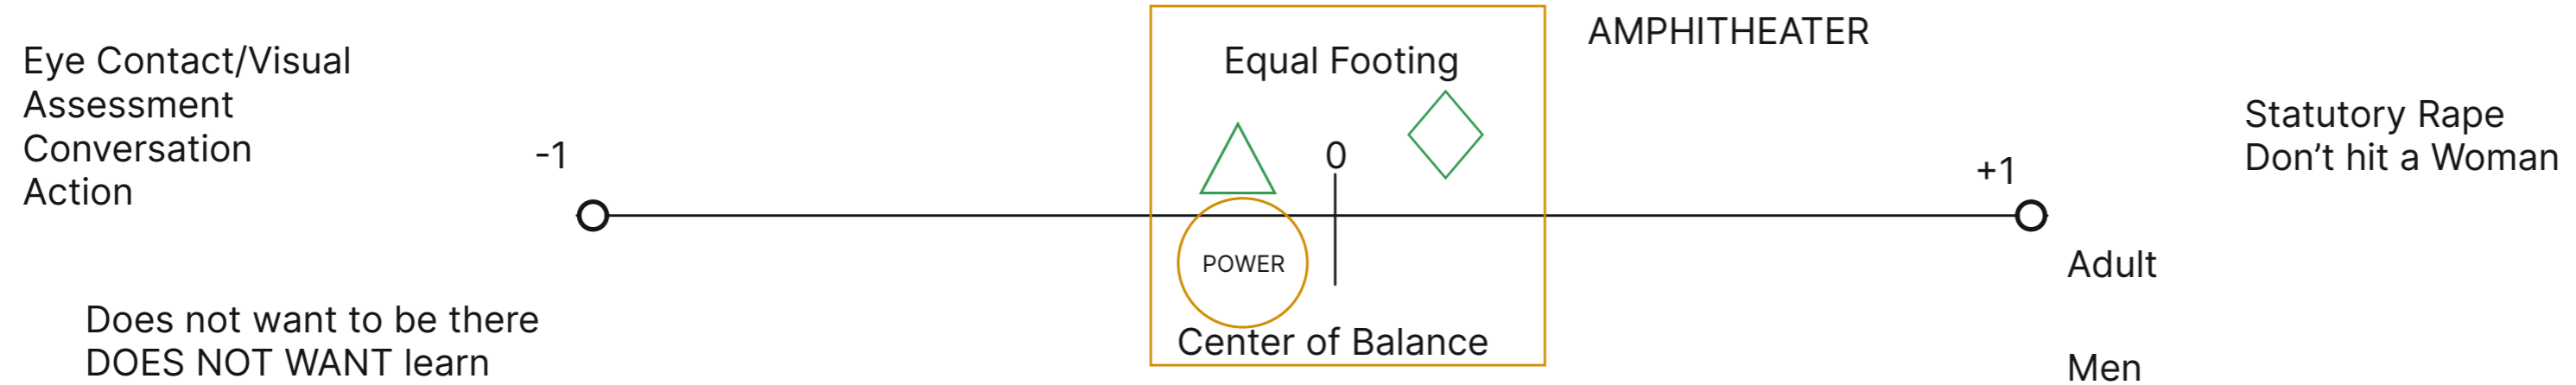 Eye Contact/Visual
Assessment
Conversation
Action
-1
Does not want to be there
DOES NOT WANT learn
Equal Footing
0
POWER
Center of Balance
AMPHITHEATER
+1
Statutory Rape
Don’t hit a Woman
Adult
Men